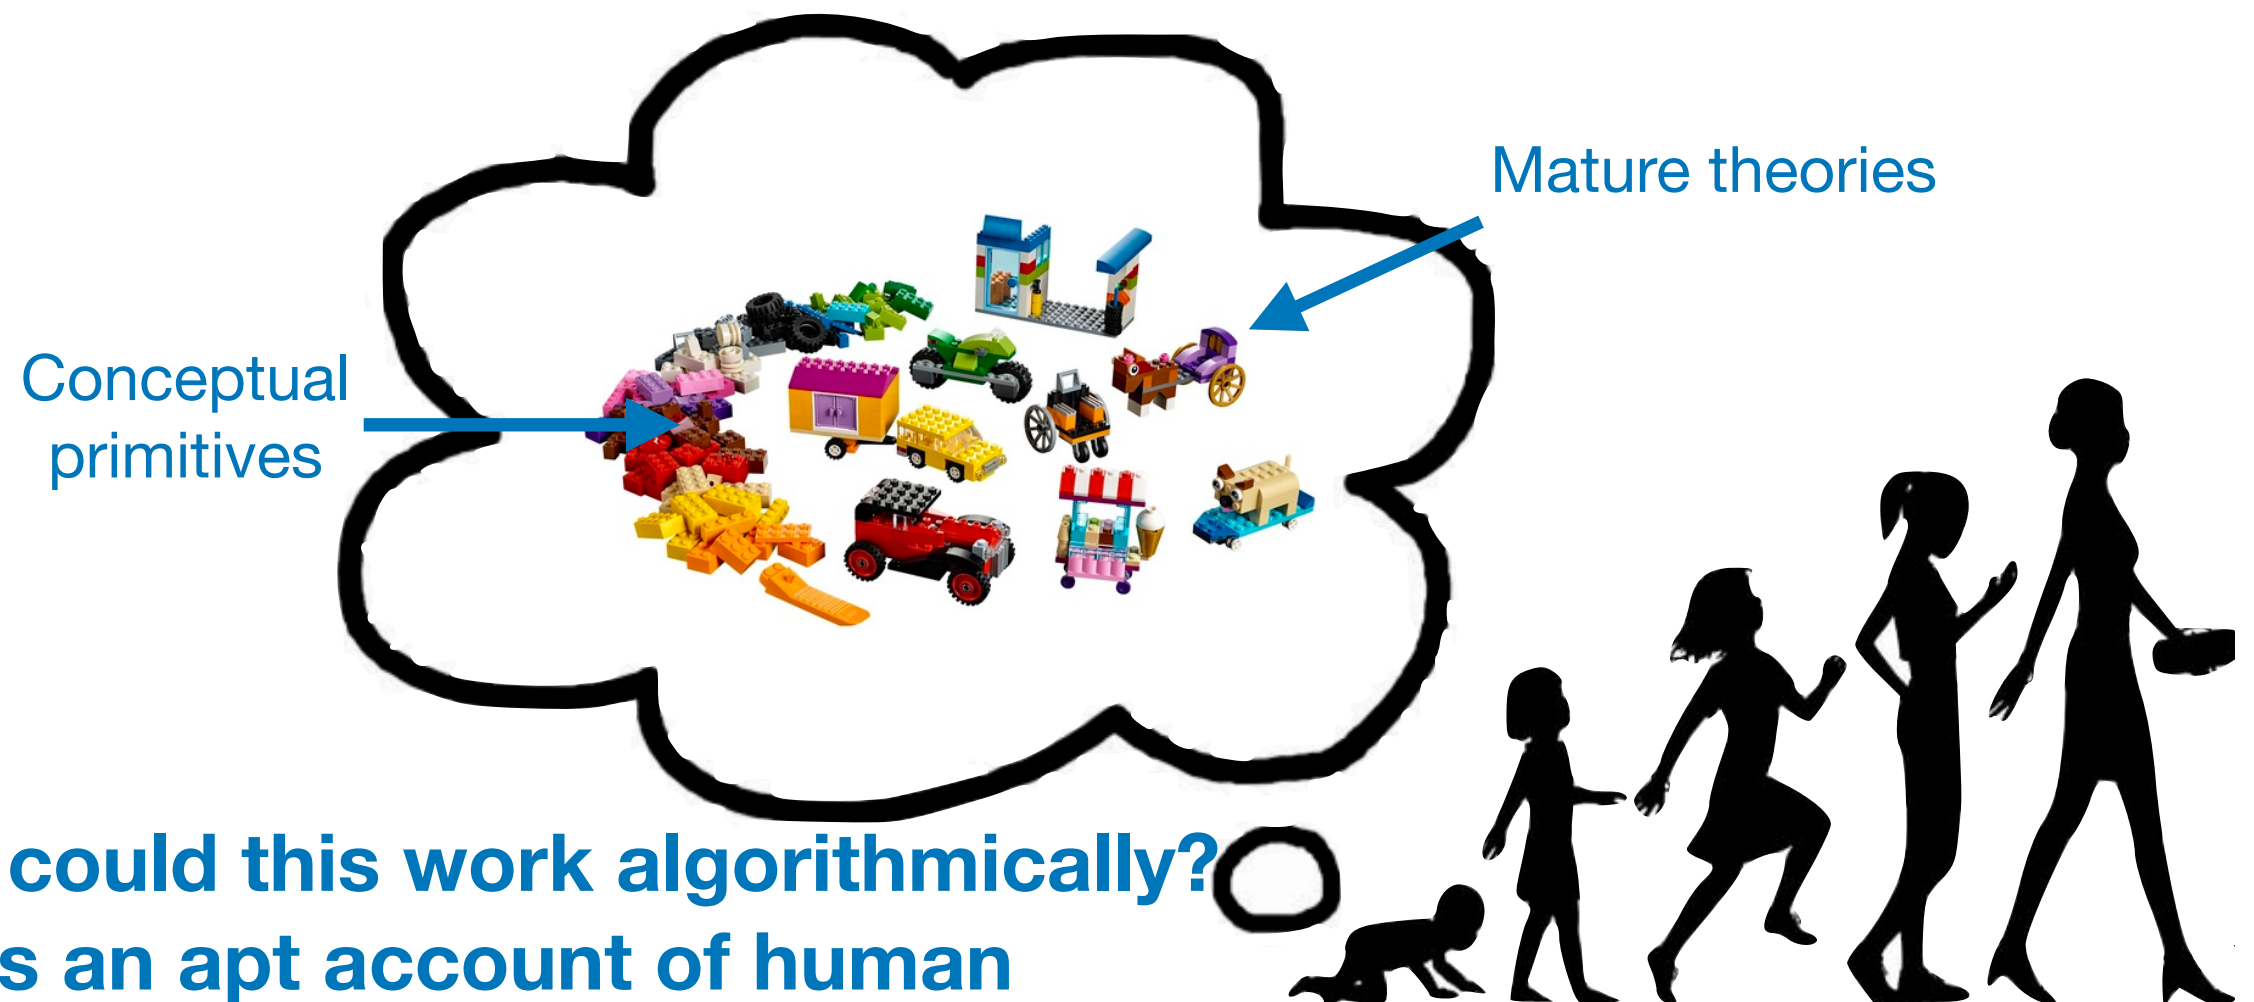 Mature theories
Conceptual
primitives
could this work algorithmically?
s an apt account of human